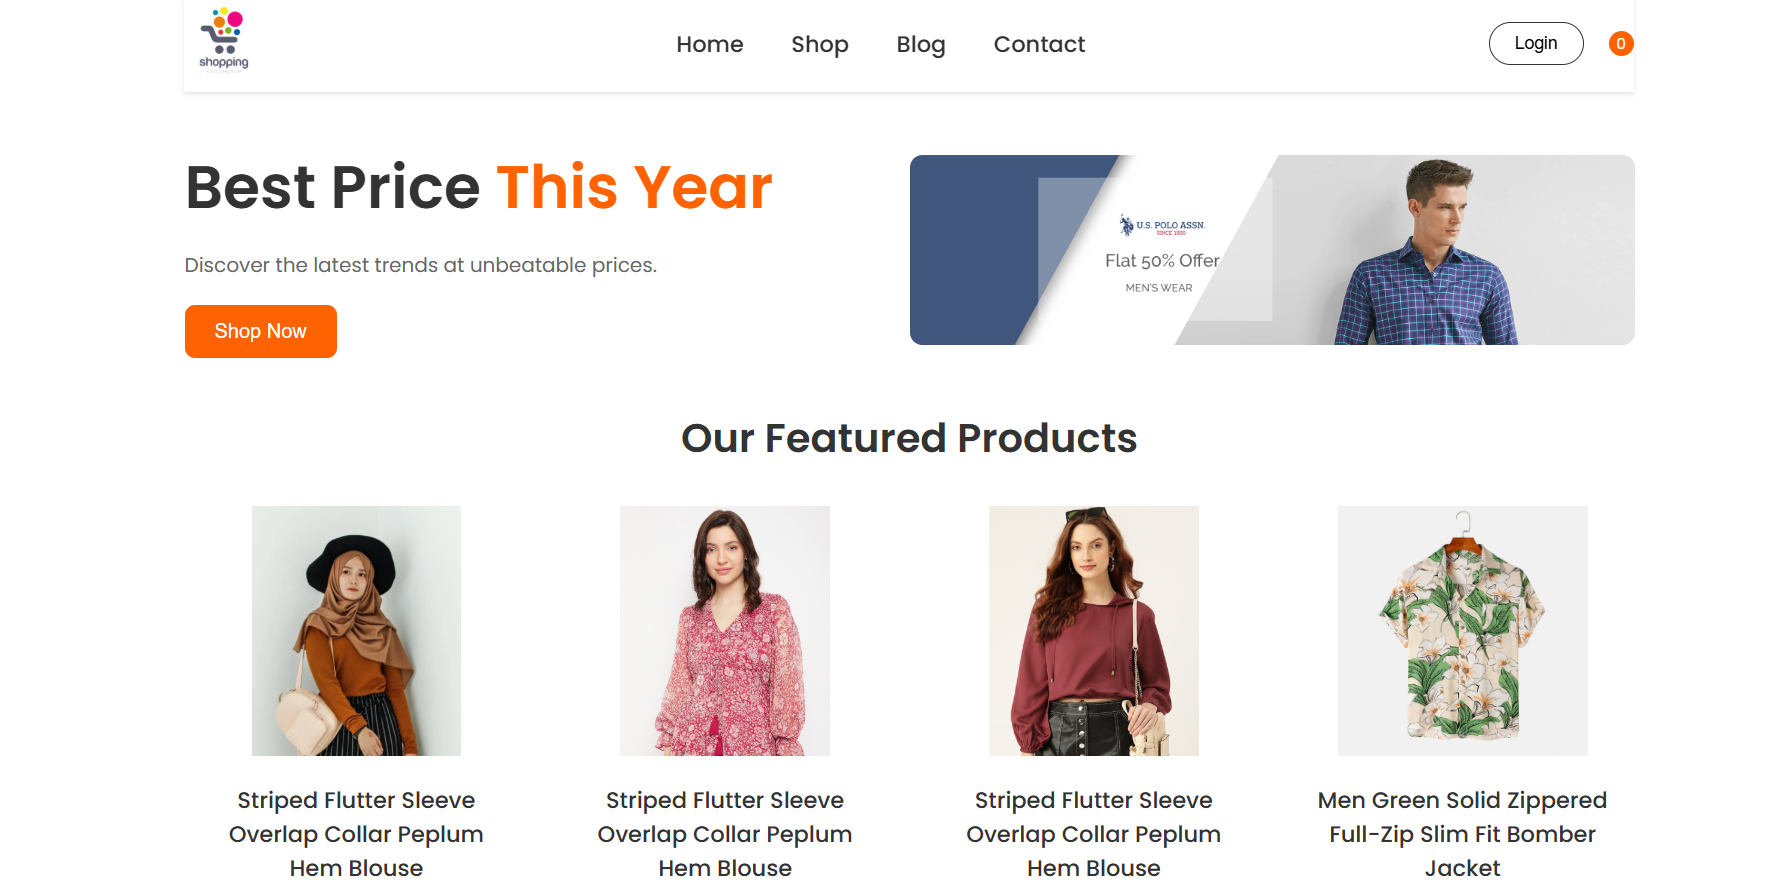 shopping
Home
Shop
Blog
Contact
Login
0
Best Price This Year
Discover the latest trends at unbeatable prices.
Shop Now
U.S. POLO ASSN.
SINCE 1890
Flat 50% Offer
MEN'S WEAR
Our Featured Products
Striped Flutter Sleeve
Overlap Collar Peplum
Hem Blouse
Striped Flutter Sleeve
Overlap Collar Peplum
Hem Blouse
Striped Flutter Sleeve
Overlap Collar Peplum
Hem Blouse
Men Green Solid Zippered
Full-Zip Slim Fit Bomber
Jacket